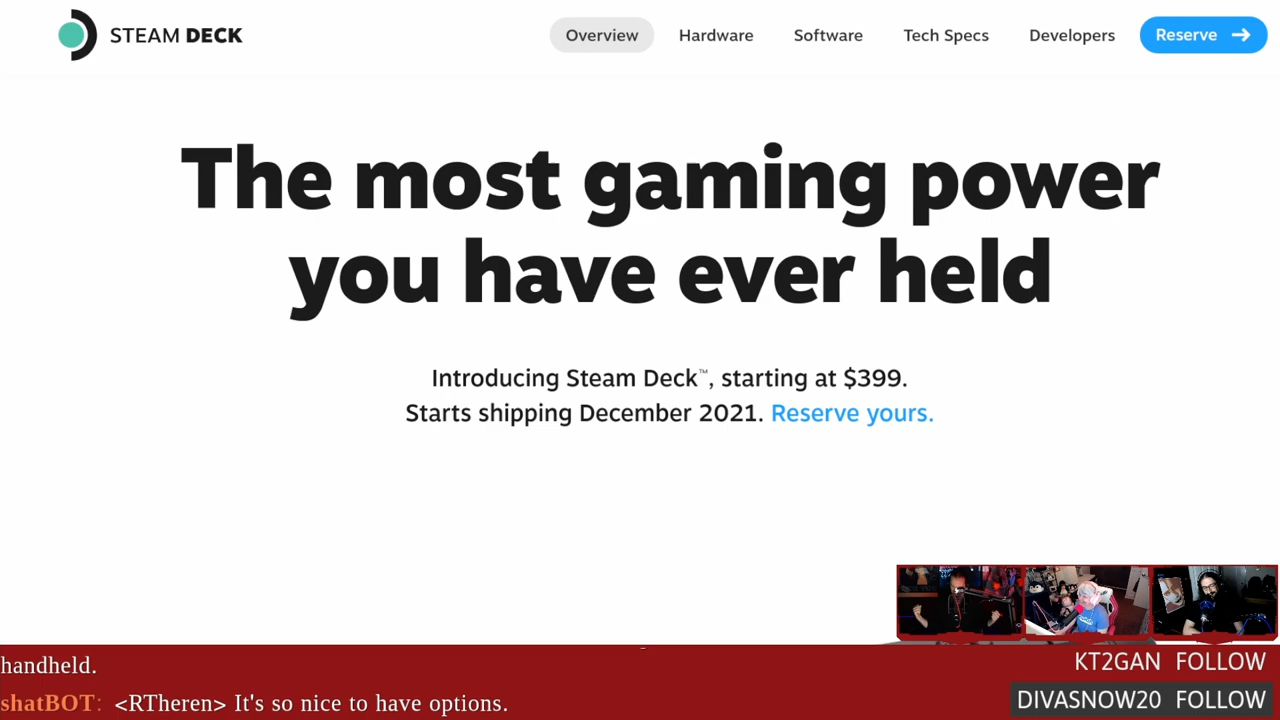 STEAM DECK
Overview
Hardware
Software
Tech Specs
Developers
Reserve →
The most gaming power
you have ever held
Introducing Steam Deck™, starting at $399.
Starts shipping December 2021. Reserve yours.
handheld.
shatBOT: <RTheren> It's so nice to have options.
KT2GAN FOLLOW
DIVASNOW20 FOLLOW